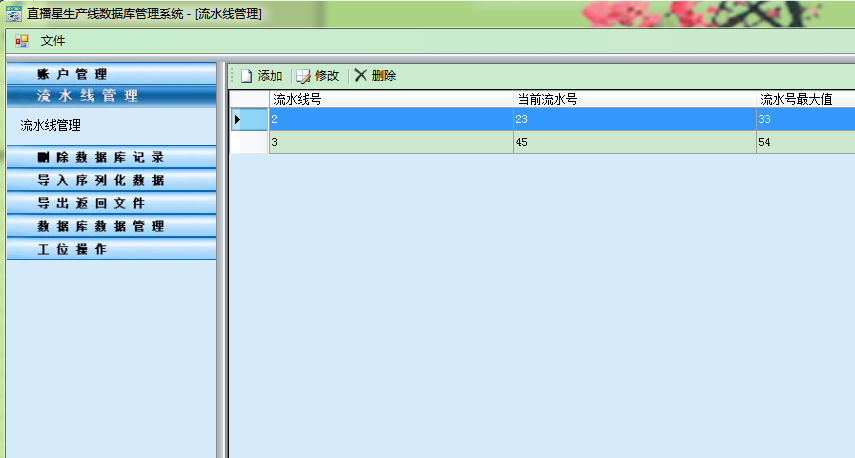 直播星生产线数据库管理系统 - [流水线管理]
文件
账户管理
流水线管理
流水线管理
删除数据库记录
导入序列化数据
导出返回文件
数据库数据管理
工位操作
添加 修改 删除
流水线号 当前流水号 流水号最大值
2 23 33
3 45 54